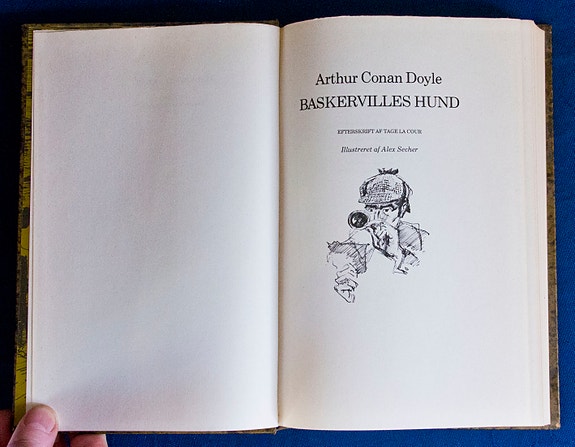 Arthur Conan Doyle
BASKERVILLES HUND
EFTERSKRIFT AF TAGE LA COUR
Illustreret af Alex Secher